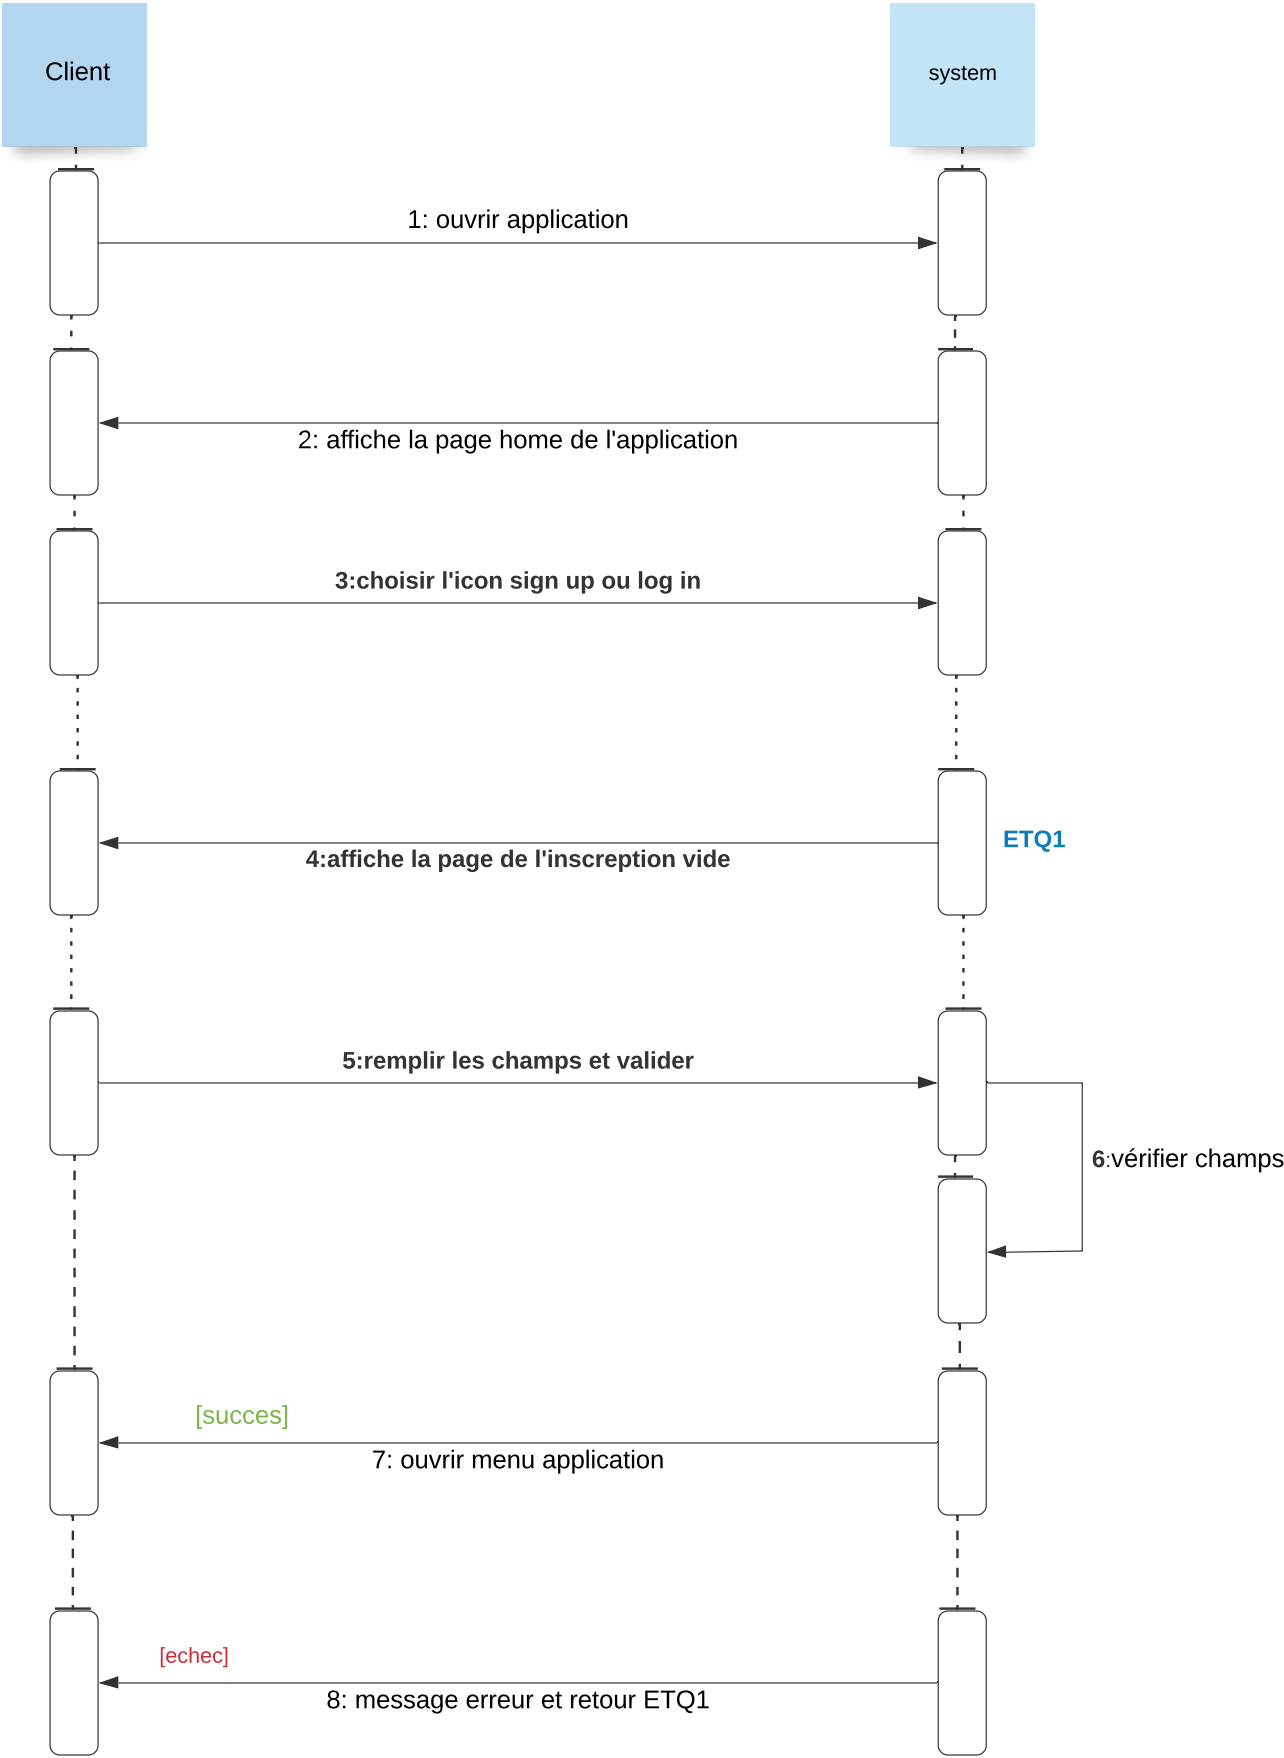 Client
system
1: ouvrir application
2: affiche la page home de l'application
3:choisir l'icon sign up ou log in
ETQ1
4:affiche la page de l'inscreption vide
5:remplir les champs et valider
6:vérifier champs
[succes]
7: ouvrir menu application
[echec]
8: message erreur et retour ETQ1